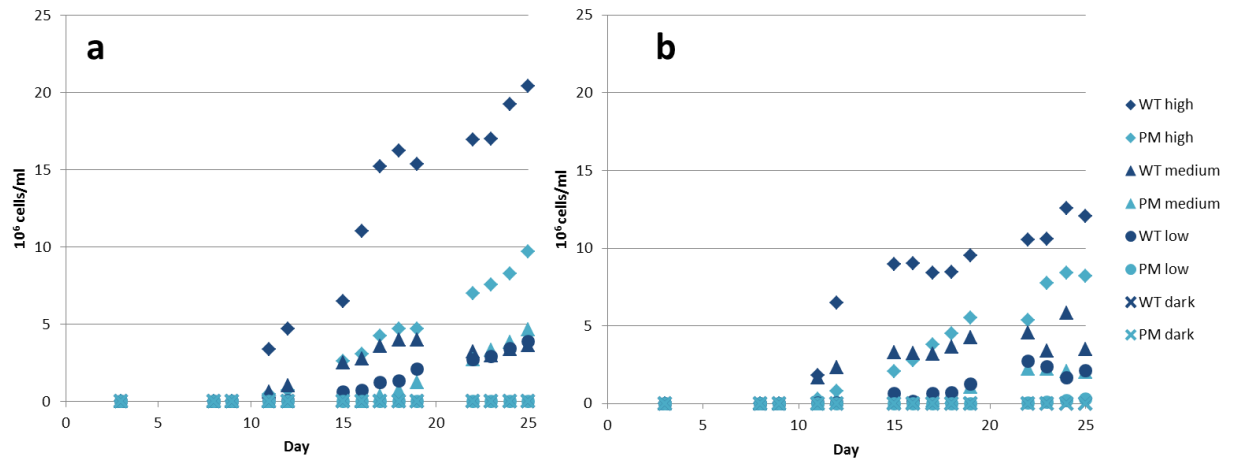 a
25
20
15
10
5
0
10⁶ cells/ml
0 5 10 15 20 25
Day
b
25
20
15
10
5
0
10⁶ cells/ml
0 5 10 15 20 25
Day
WT high
PM high
WT medium
PM medium
WT low
PM low
WT dark
PM dark